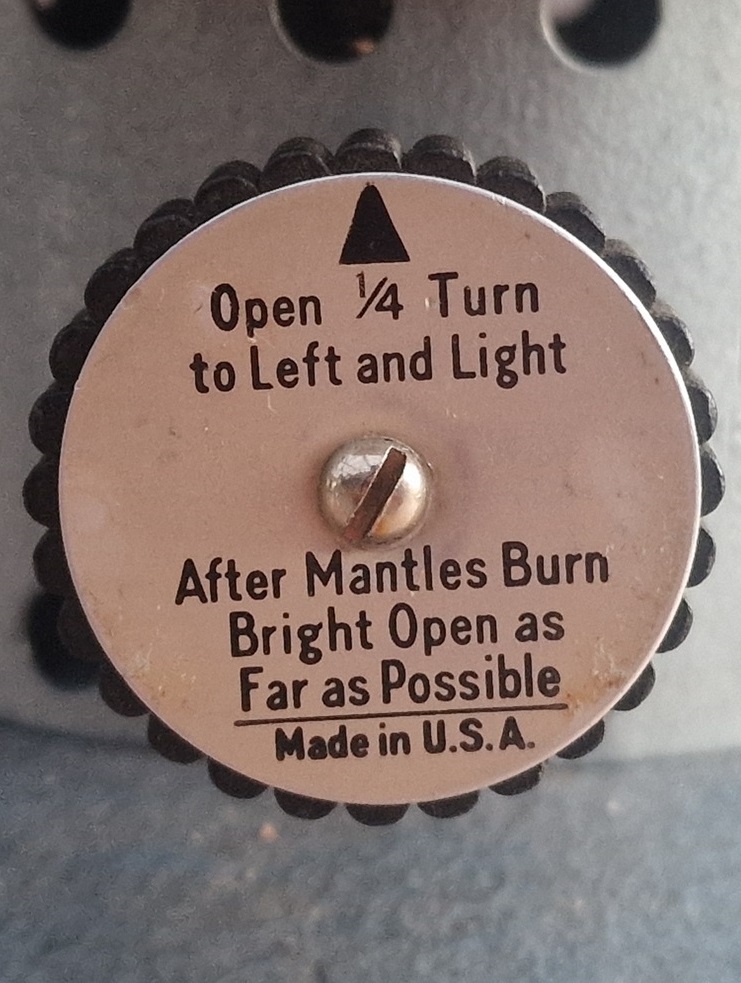 Open ¼ Turn
to Left and Light
After Mantles Burn
Bright Open as
Far as Possible
Made in U.S.A.